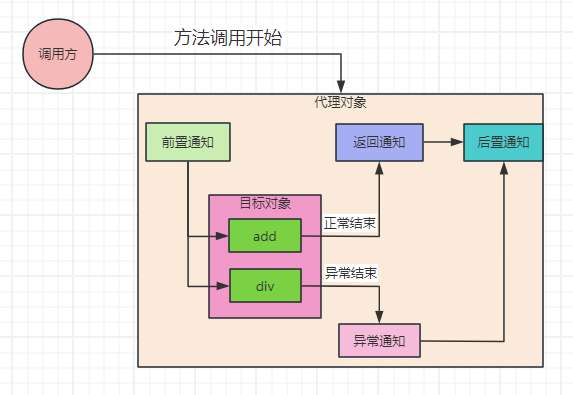 调用方
方法调用开始
代理对象
前置通知
返回通知
后置通知
目标对象
add
正常结束
div
异常结束
异常通知